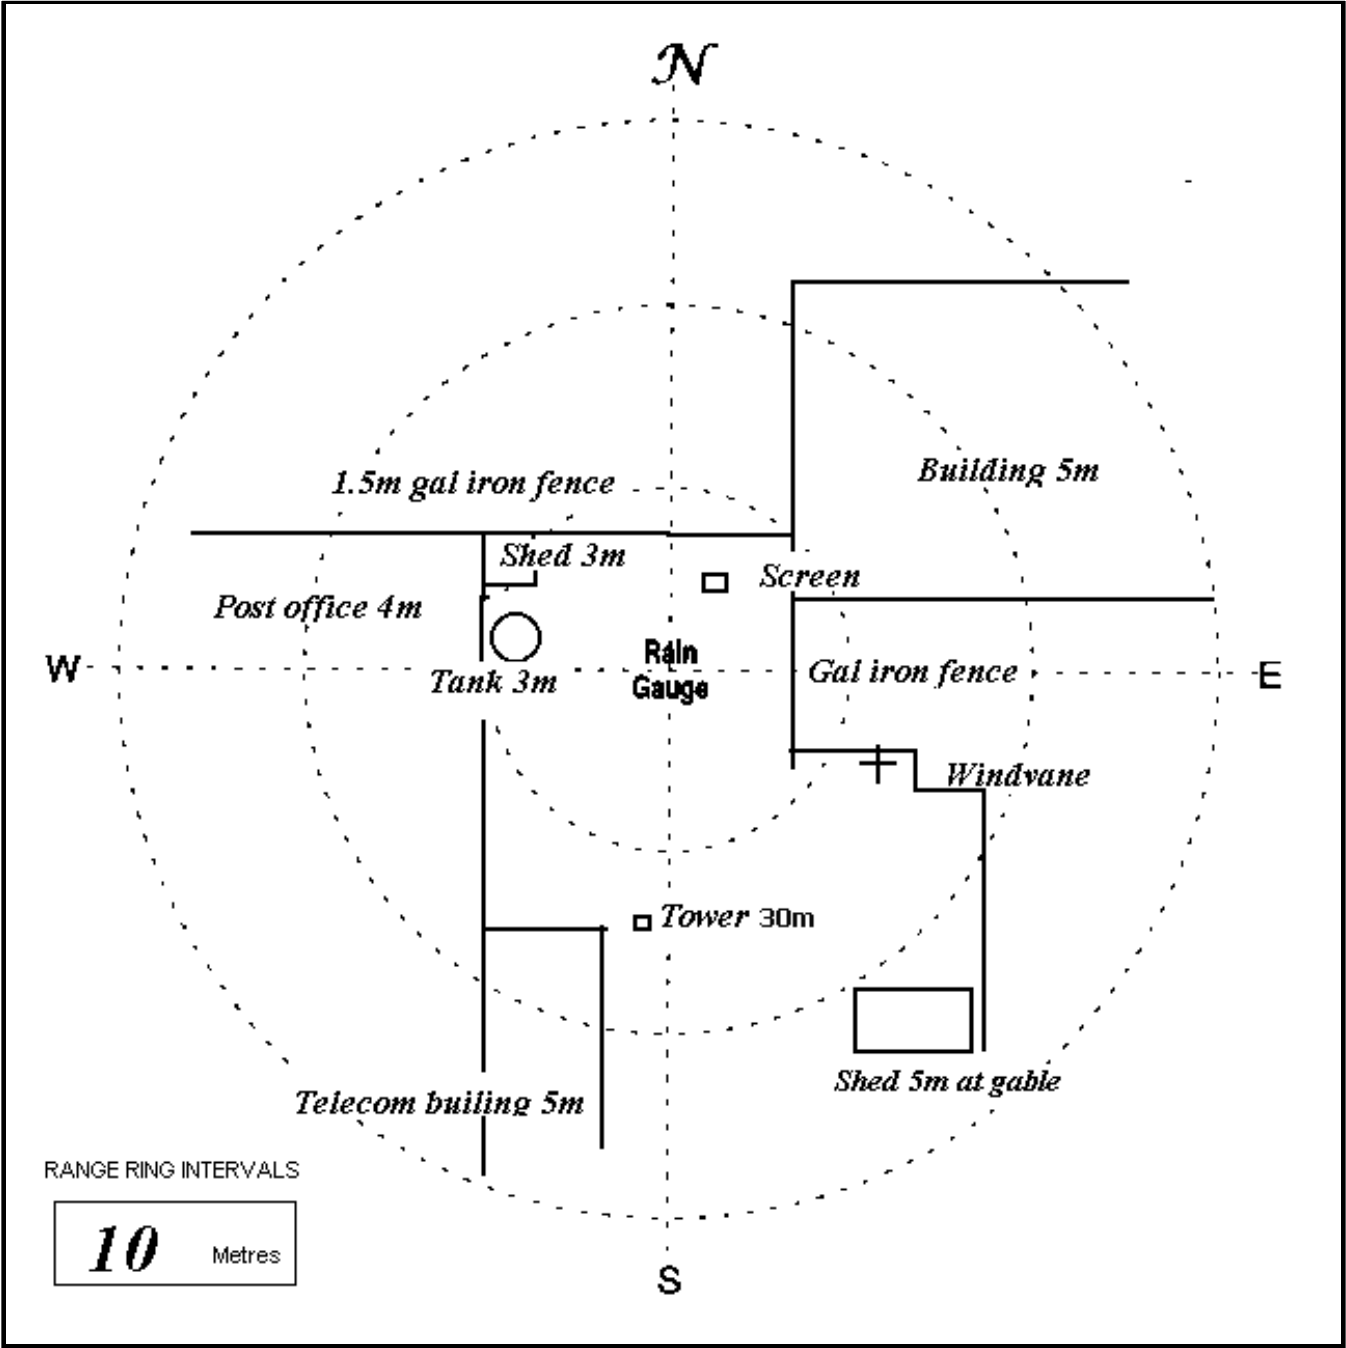 N
1.5m gal iron fence
Building 5m
Shed 3m
Screen
Post office 4m
Rain
Gauge
W
Tank 3m
Gal iron fence
E
Windvane
Tower 30m
Shed 5m at gable
Telecom builing 5m
RANGE RING INTERVALS
10 Metres
S